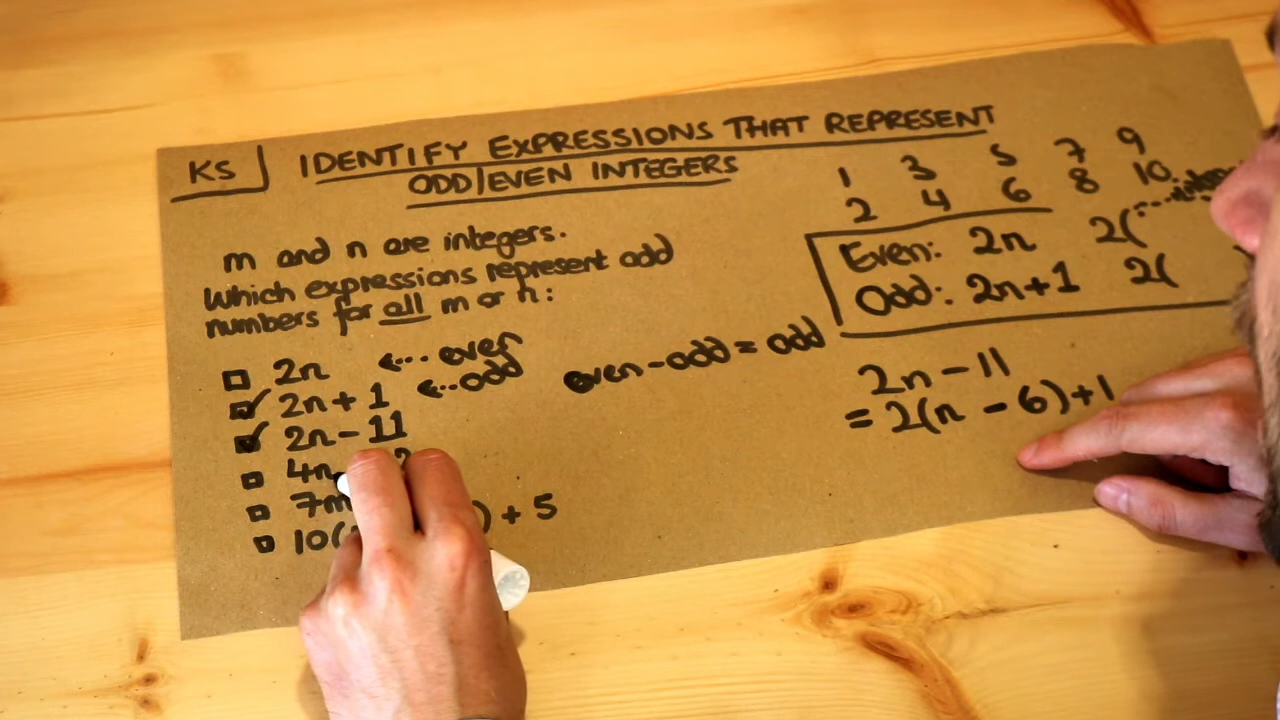 KS
IDENTIFY EXPRESSIONS THAT REPRESENT
ODD/EVEN INTEGERS
1 3 5 7 9
2 4 6 8 10
m and n are integers.
Which expressions represent odd
numbers for all m or n:
Even: 2n 2(
Odd: 2n+1 2(
2n <--- even
2n + 1 <--- odd
even-odd = odd
2n - 11
4n
7m
10( ) + 5
2n - 11
= 2(n - 6) + 1